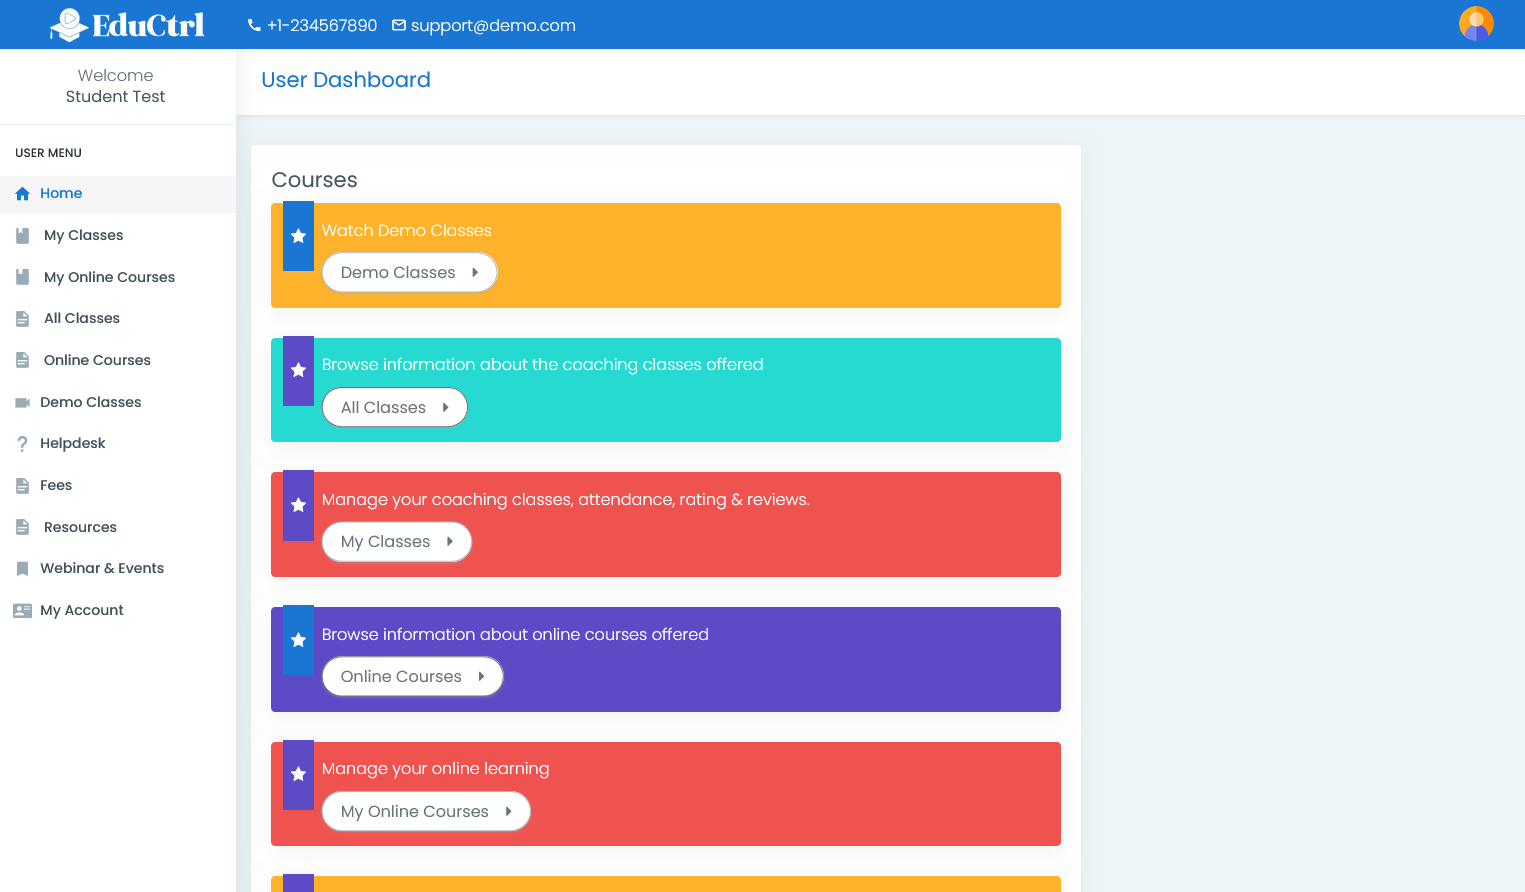 EduCtrl
+1-234567890 support@demo.com
Welcome
Student Test
USER MENU
Home
My Classes
My Online Courses
All Classes
Online Courses
Demo Classes
Helpdesk
Fees
Resources
Webinar & Events
My Account
User Dashboard
Courses
Watch Demo Classes
Demo Classes
Browse information about the coaching classes offered
All Classes
Manage your coaching classes, attendance, rating & reviews.
My Classes
Browse information about online courses offered
Online Courses
Manage your online learning
My Online Courses